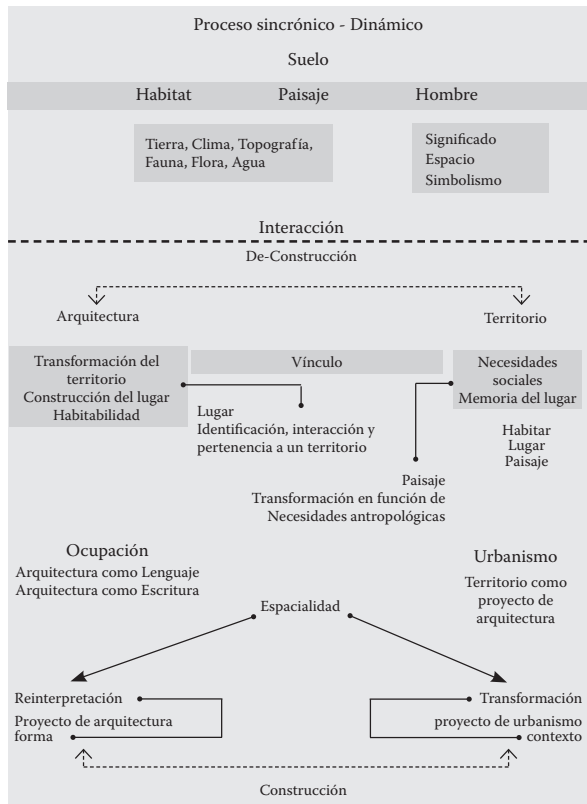 Proceso sincrónico - Dinámico
Suelo
Habitat
Paisaje
Hombre
Tierra, Clima, Topografía,
Fauna, Flora, Agua
Significado
Espacio
Simbolismo
Interacción
De-Construcción
Arquitectura
Territorio
Transformación del
territorio
Construcción del lugar
Habitabilidad
Vínculo
Necesidades
sociales
Memoria del lugar
Lugar
Identificación, interacción y
pertenencia a un territorio
Habitar
Lugar
Paisaje
Paisaje
Transformación en función de
Necesidades antropológicas
Ocupación
Arquitectura como Lenguaje
Arquitectura como Escritura
Urbanismo
Territorio como
proyecto de
arquitectura
Espacialidad
Reinterpretación
Proyecto de arquitectura
forma
Transformación
proyecto de urbanismo
contexto
Construcción